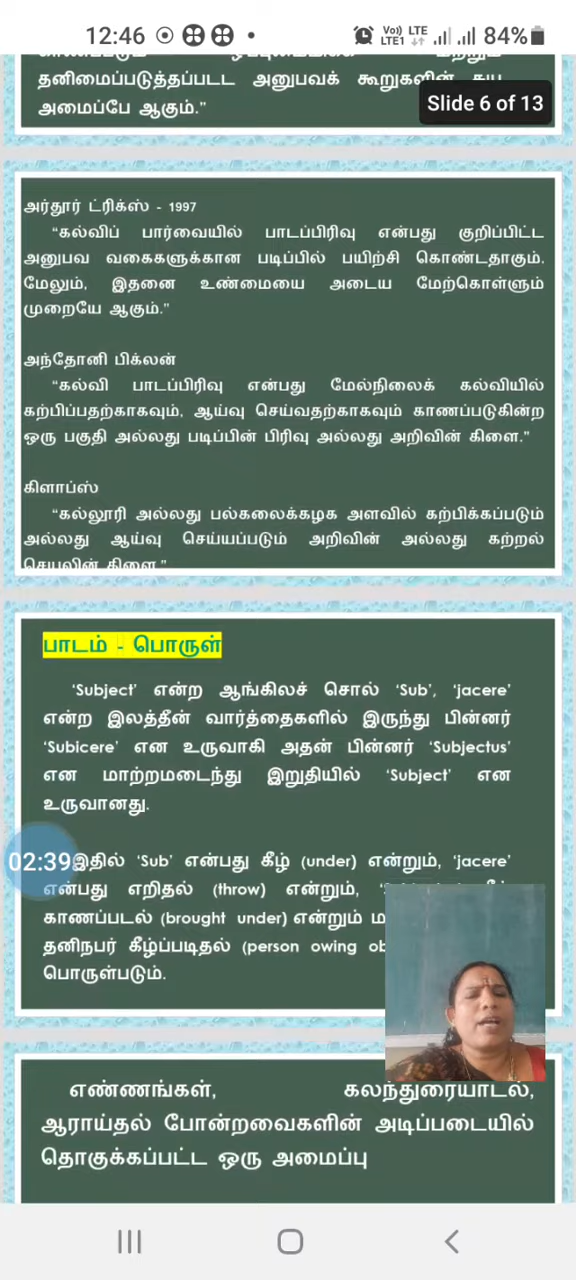 12:46
Vo) LTE
LTE1
84%
தனிமைப்படுத்தப்படட அனுபவக் கூறுகளின்
அமைப்பே ஆகும்.”
Slide 6 of 13
அர்தூர் ட்ரிக்ஸ் - 1997
“கல்விப் பார்வையில் பாடப்பிரிவு என்பது குறிப்பிட்ட
அனுபவ வகைகளுக்கான படிப்பில் பயிற்சி கொண்டதாகும்.
மேலும், இதனை உண்மையை அடைய மேற்கொள்ளும்
முறையே ஆகும்.”
அந்தோனி பிக்லன்
“கல்வி பாடப்பிரிவு என்பது மேல்நிலைக் கல்வியில்
கற்பிப்பதற்காகவும், ஆய்வு செய்வதற்காகவும் காணப்படுகின்ற
ஒரு பகுதி அல்லது படிப்பின் பிரிவு அல்லது அறிவின் கிளை.”
கிளாப்ஸ்
“கல்லூரி அல்லது பல்கலைக்கழக அளவில் கற்பிக்கப்படும்
அல்லது ஆய்வு செய்யப்படும் அறிவின் அல்லது கற்றல்
செயலின் கிளை.”
பாடம் - பொருள்
‘Subject’ என்ற ஆங்கிலச் சொல் ‘Sub’, ‘jacere’
என்ற இலத்தீன் வார்த்தைகளில் இருந்து பின்னர்
‘Subicere’ என உருவாகி அதன் பின்னர் ‘Subjectus’
என மாற்றமடைந்து இறுதியில் ‘Subject’ என
உருவானது.
02:39
இதில் ‘Sub’ என்பது கீழ் (under) என்றும், ‘jacere’
என்பது எறிதல் (throw) என்றும்,
காணப்படல் (brought under) என்றும்
தனிநபர் கீழ்ப்படிதல் (person owing
பொருள்படும்.
எண்ணங்கள், கலந்துரையாடல்,
ஆராய்தல் போன்றவைகளின் அடிப்படையில்
தொகுக்கப்பட்ட ஒரு அமைப்பு